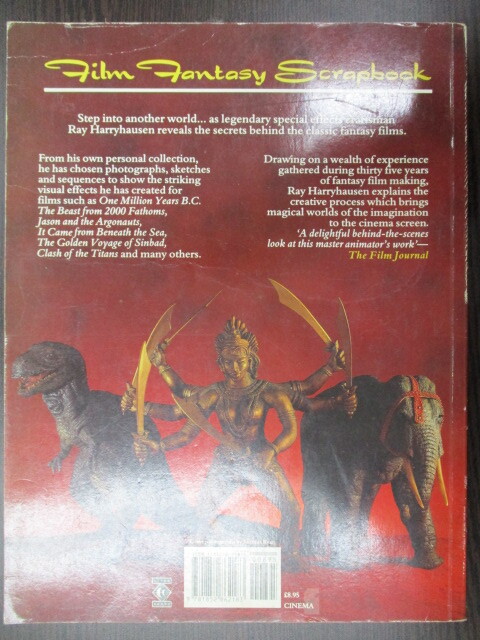 Film Fantasy Scrapbook
Step into another world... as legendary special effects craftsman
Ray Harryhausen reveals the secrets behind the classic fantasy films.
From his own personal collection,
he has chosen photographs, sketches
and sequences to show the striking
visual effects he has created for
films such as One Million Years B.C.
The Beast from 2000 Fathoms,
Jason and the Argonauts,
It Came from Beneath the Sea,
The Golden Voyage of Sinbad,
Clash of the Titans and many others.
Drawing on a wealth of experience
gathered during thirty five years
of fantasy film making,
Ray Harryhausen explains the
creative process which brings
magical worlds of the imagination
to the cinema screen.
‘A delightful behind-the-scenes
look at this master animator's work’—
The Film Journal
£8.95
CINEMA